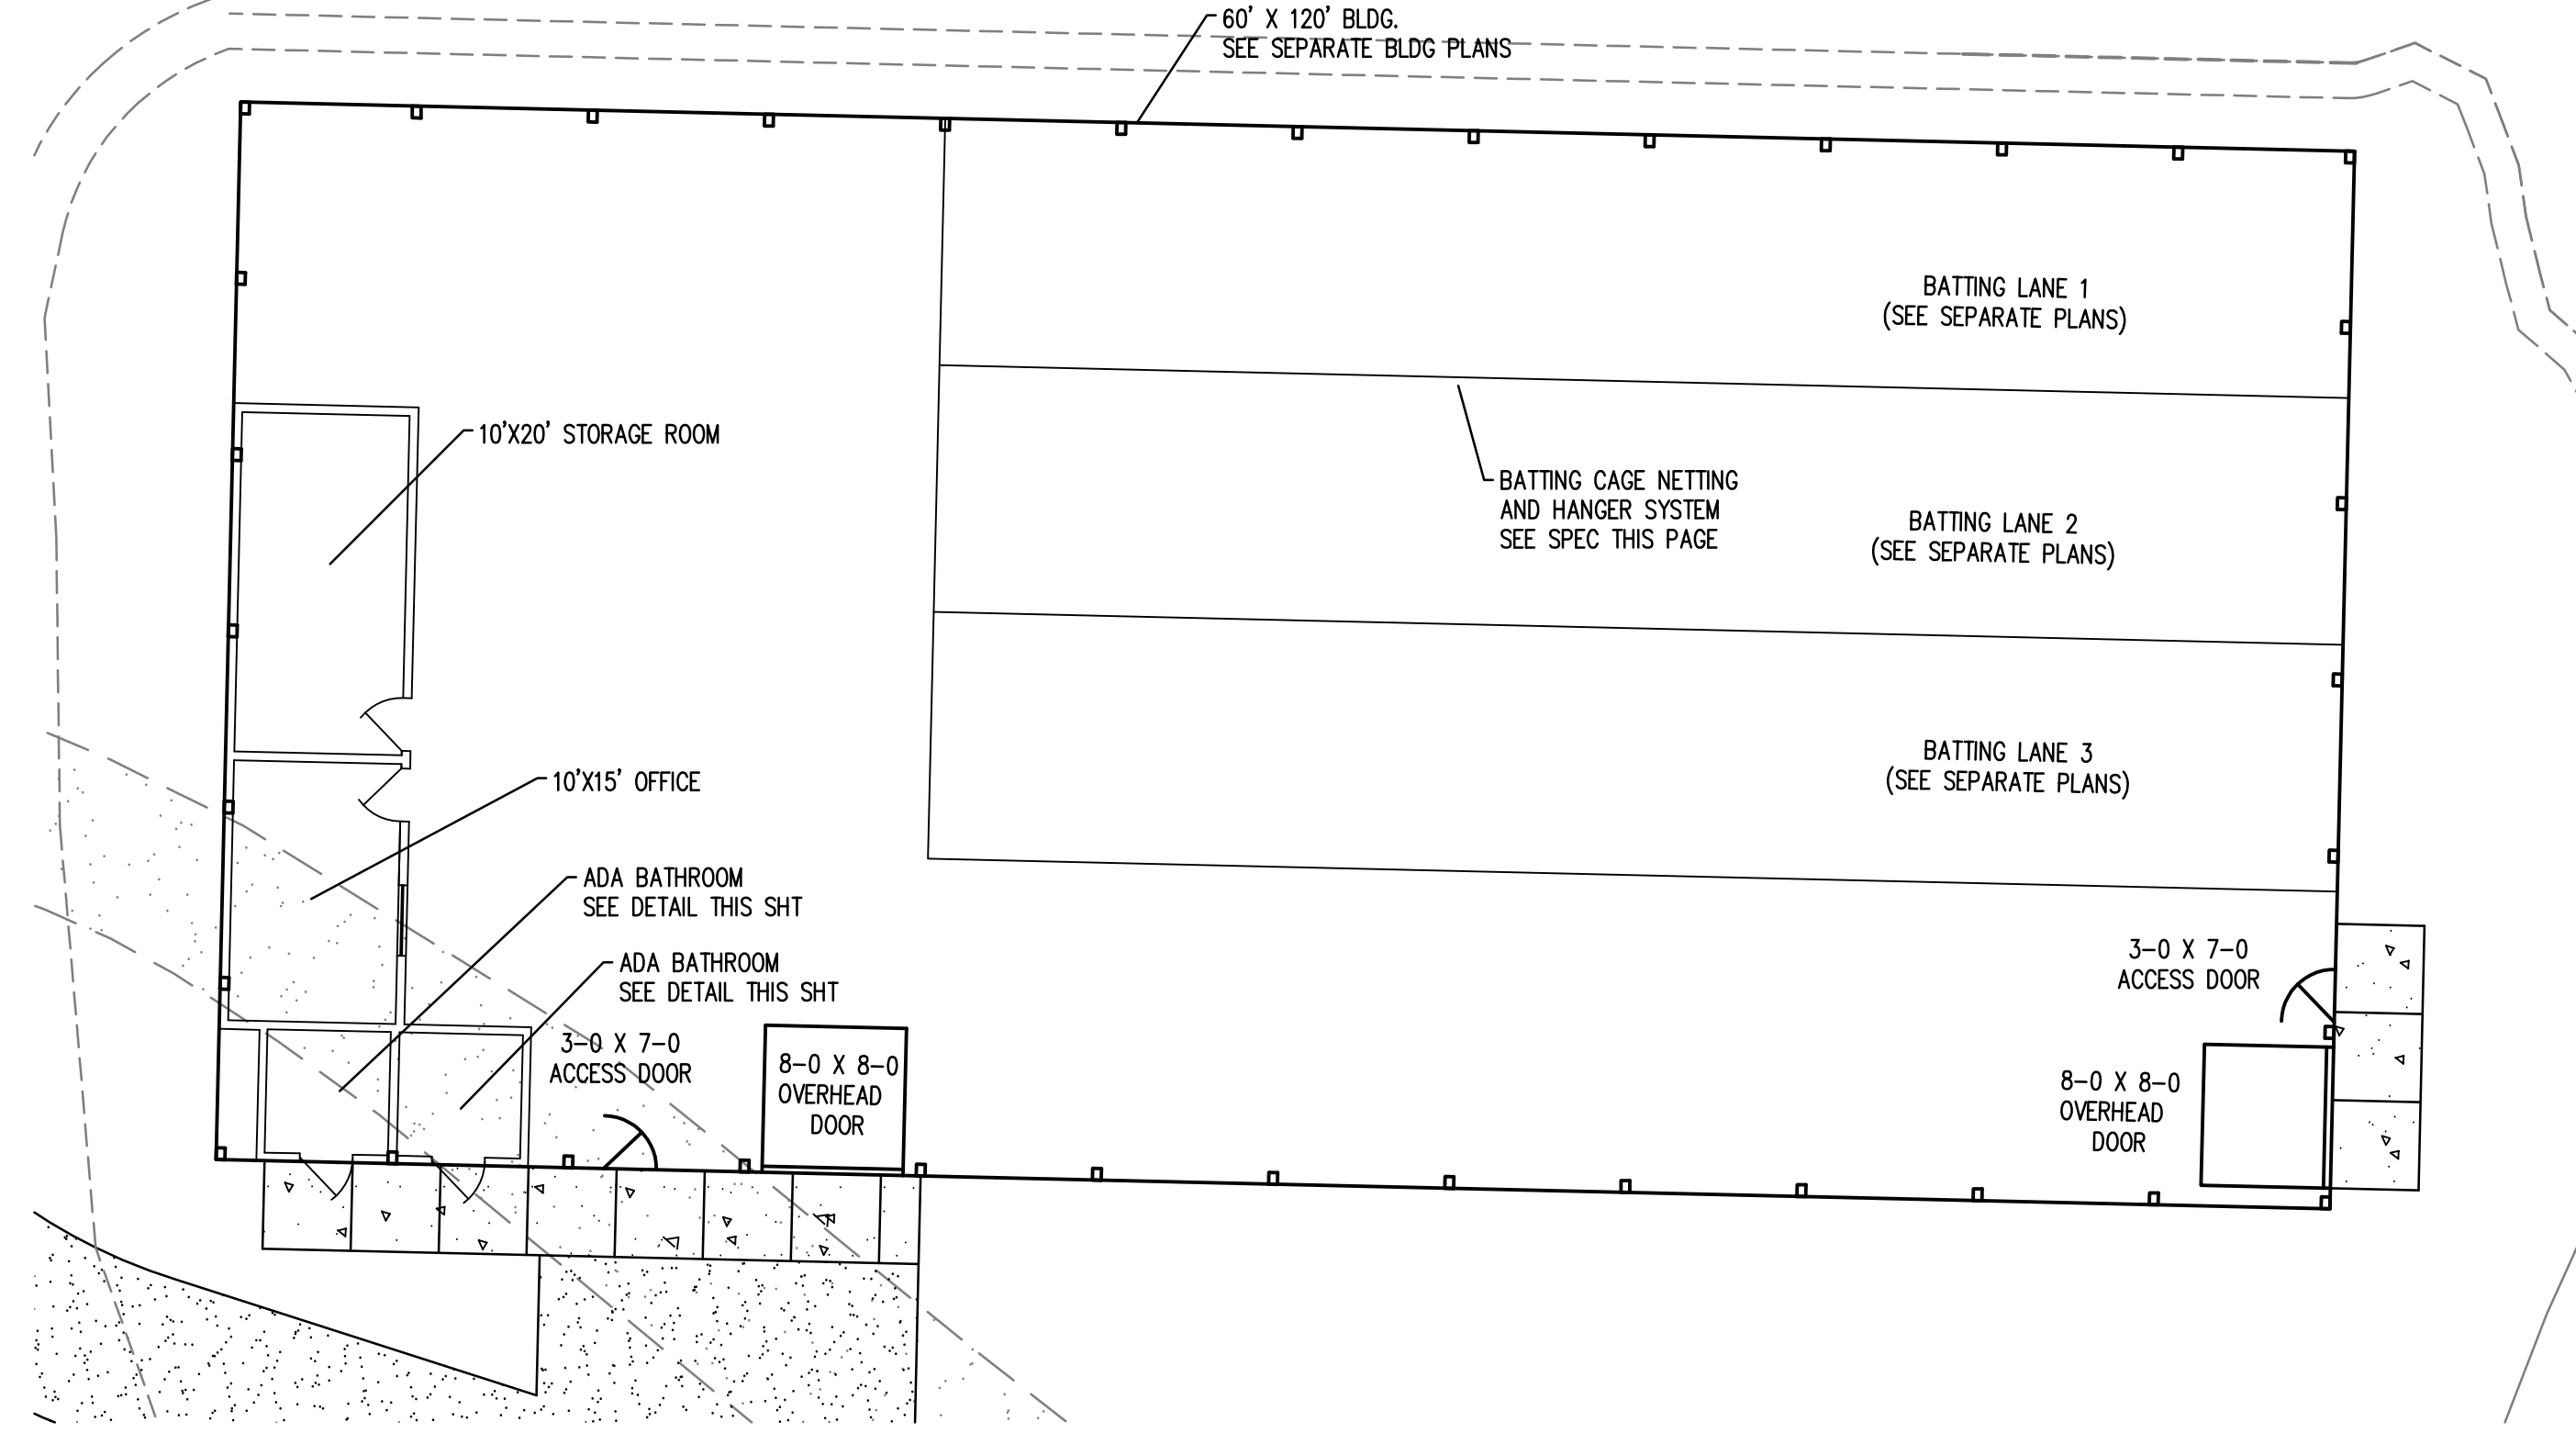 60' X 120' BLDG.
SEE SEPARATE BLDG PLANS
BATTING LANE 1
(SEE SEPARATE PLANS)
10'X20' STORAGE ROOM
BATTING CAGE NETTING
AND HANGER SYSTEM
SEE SPEC THIS PAGE
BATTING LANE 2
(SEE SEPARATE PLANS)
10'X15' OFFICE
BATTING LANE 3
(SEE SEPARATE PLANS)
ADA BATHROOM
SEE DETAIL THIS SHT
ADA BATHROOM
SEE DETAIL THIS SHT
3-0 X 7-0
ACCESS DOOR
3-0 X 7-0
ACCESS DOOR
8-0 X 8-0
OVERHEAD
DOOR
8-0 X 8-0
OVERHEAD
DOOR